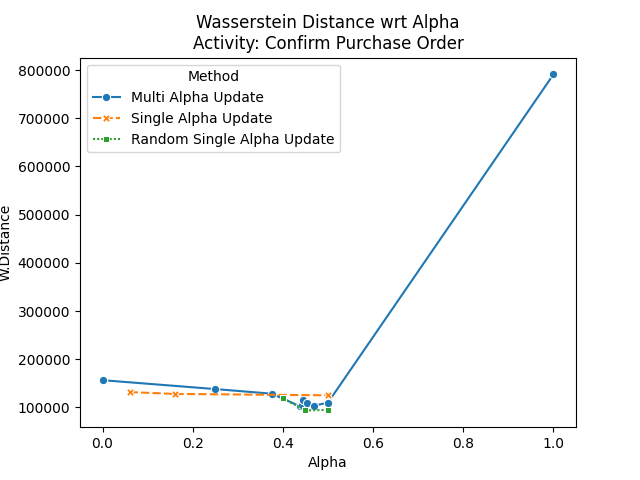 Wasserstein Distance wrt Alpha
Activity: Confirm Purchase Order
Method
Multi Alpha Update
Single Alpha Update
Random Single Alpha Update
800000
700000
600000
500000
400000
300000
200000
100000
W.Distance
0.0 0.2 0.4 0.6 0.8 1.0
Alpha